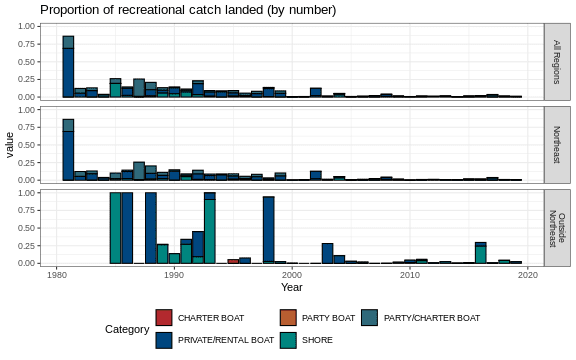 Proportion of recreational catch landed (by number)
1.00
0.75
0.50
0.25
0.00
All Regions
1.00
0.75
0.50
0.25
0.00
Northeast
1.00
0.75
0.50
0.25
0.00
Outside
Northeast
value
1980
1990
2000
2010
2020
Year
Category
CHARTER BOAT
PARTY BOAT
PARTY/CHARTER BOAT
PRIVATE/RENTAL BOAT
SHORE